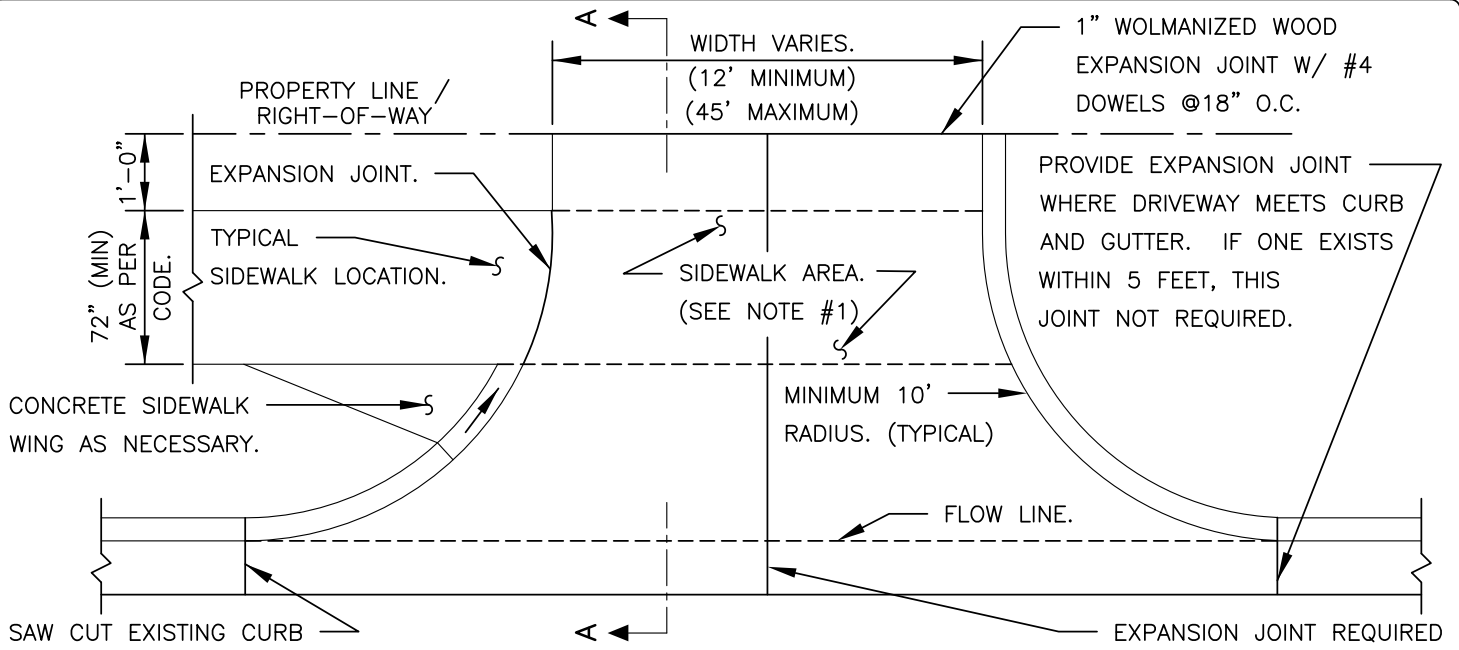 A
WIDTH VARIES.
(12' MINIMUM)
(45' MAXIMUM)
1" WOLMANIZED WOOD
EXPANSION JOINT W/ #4
DOWELS @18" O.C.
PROPERTY LINE /
RIGHT-OF-WAY
1'-0"
EXPANSION JOINT.
PROVIDE EXPANSION JOINT
WHERE DRIVEWAY MEETS CURB
AND GUTTER. IF ONE EXISTS
WITHIN 5 FEET, THIS
JOINT NOT REQUIRED.
72" (MIN)
AS PER
CODE.
TYPICAL
SIDEWALK LOCATION.
SIDEWALK AREA.
(SEE NOTE #1)
CONCRETE SIDEWALK
WING AS NECESSARY.
MINIMUM 10'
RADIUS. (TYPICAL)
FLOW LINE.
SAW CUT EXISTING CURB
A
EXPANSION JOINT REQUIRED